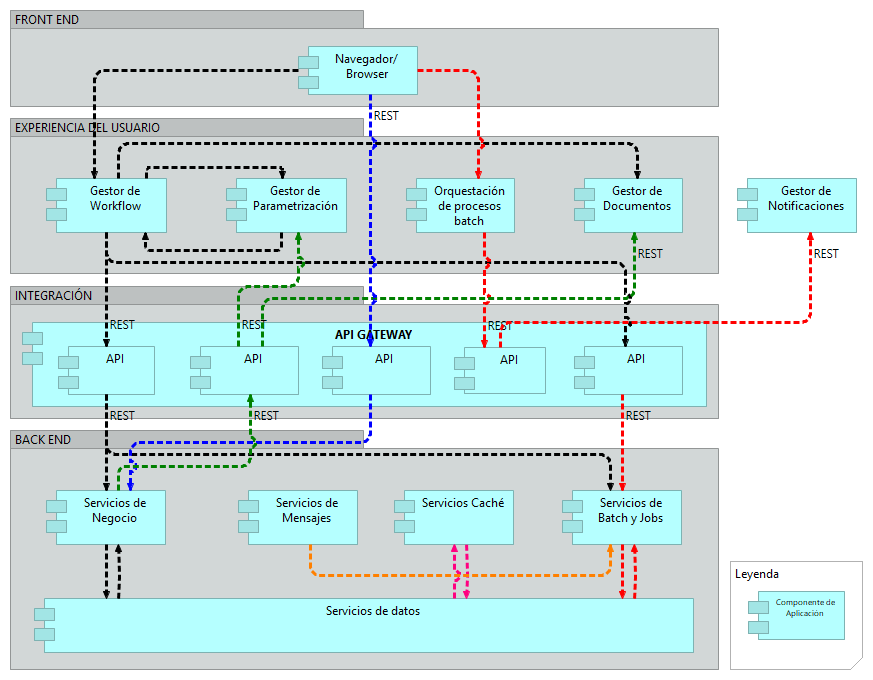 FRONT END
Navegador/
Browser
REST
EXPERIENCIA DEL USUARIO
Gestor de
Workflow
Gestor de
Parametrización
Orquestación
de procesos
batch
Gestor de
Documentos
Gestor de
Notificaciones
REST
REST
INTEGRACIÓN
REST
REST
REST
API GATEWAY
API
API
API
API
API
REST
REST
REST
BACK END
Servicios de
Negocio
Servicios de
Mensajes
Servicios Caché
Servicios de
Batch y Jobs
Servicios de datos
Leyenda
Componente de
Aplicación